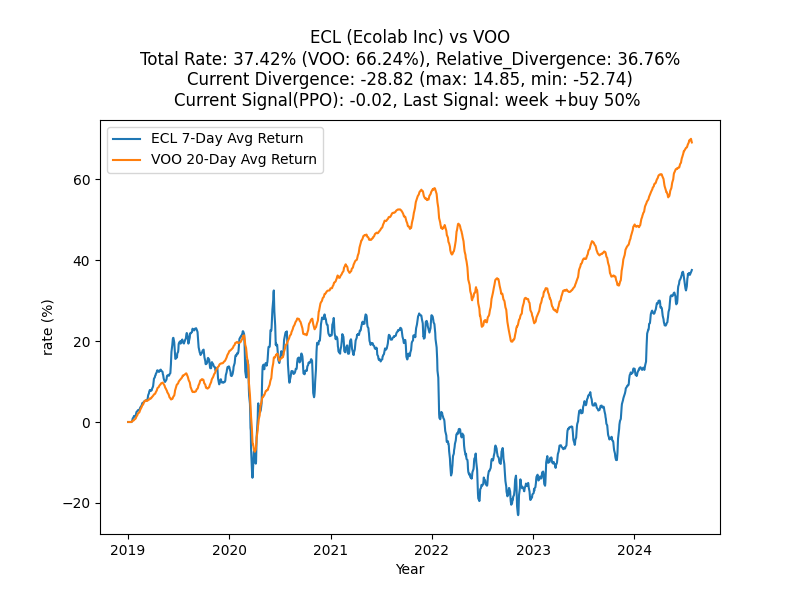 ECL (Ecolab Inc) vs VOO
Total Rate: 37.42% (VOO: 66.24%), Relative_Divergence: 36.76%
Current Divergence: -28.82 (max: 14.85, min: -52.74)
Current Signal(PPO): -0.02, Last Signal: week +buy 50%
ECL 7-Day Avg Return
VOO 20-Day Avg Return
rate (%)
60
40
20
0
−20
2019 2020 2021 2022 2023 2024
Year